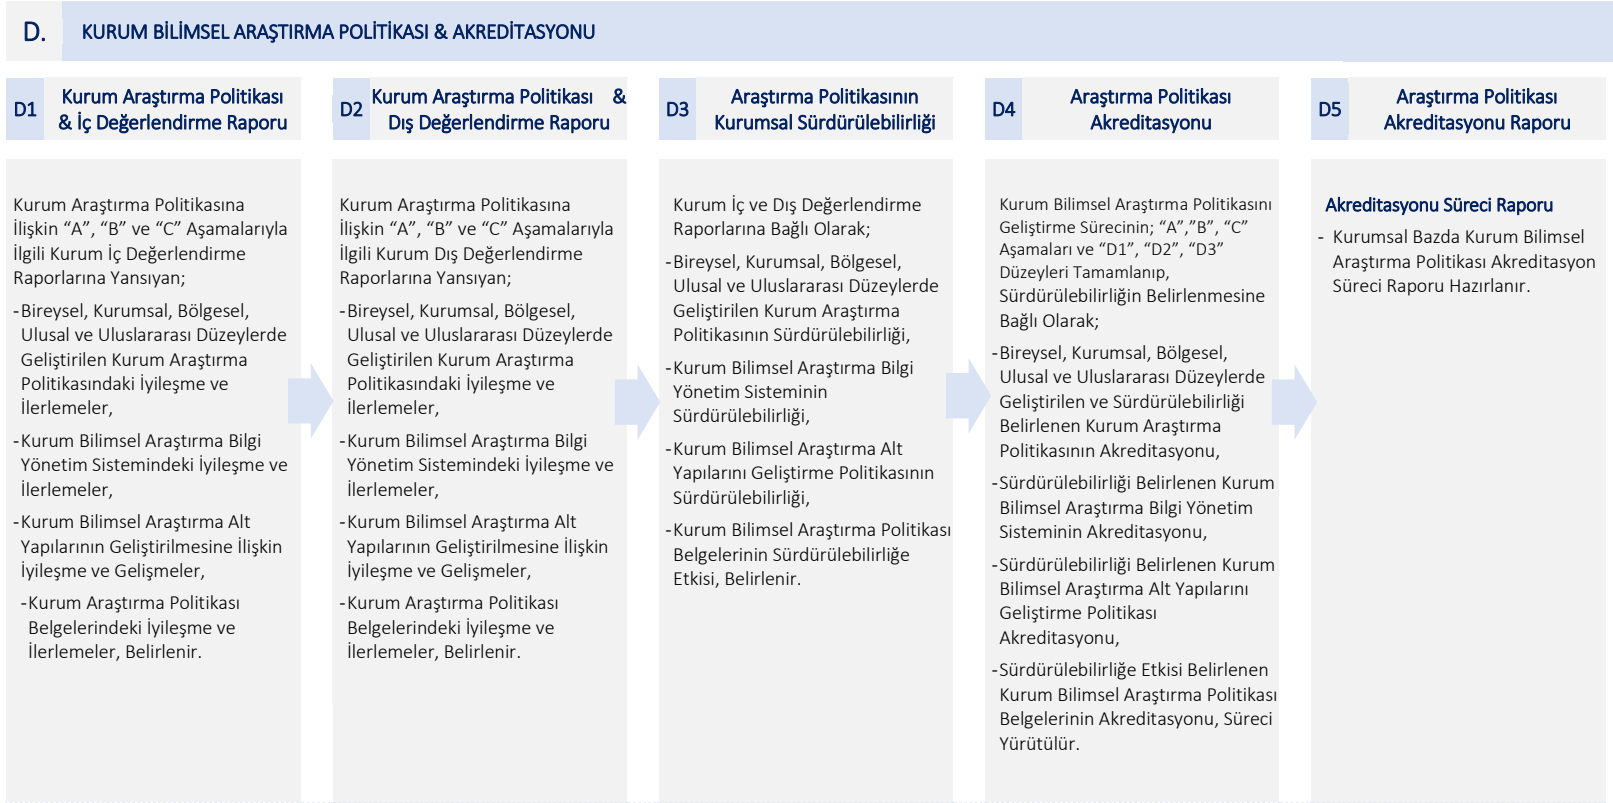 D.
KURUM BİLİMSEL ARAŞTIRMA POLİTİKASI & AKREDİTASYONU
D1
Kurum Araştırma Politikası
& İç Değerlendirme Raporu
D2
Kurum Araştırma Politikası &
Dış Değerlendirme Raporu
D3
Araştırma Politikasının
Kurumsal Sürdürülebilirliği
D4
Araştırma Politikası
Akreditasyonu
D5
Araştırma Politikası
Akreditasyonu Raporu
Kurum Araştırma Politikasına
İlişkin “A”, “B” ve “C” Aşamalarıyla
İlgili Kurum İç Değerlendirme
Raporlarına Yansıyan;
-Bireysel, Kurumsal, Bölgesel,
Ulusal ve Uluslararası Düzeylerde
Geliştirilen Kurum Araştırma
Politikasındaki İyileşme ve
İlerlemeler,
-Kurum Bilimsel Araştırma Bilgi
Yönetim Sistemindeki İyileşme ve
İlerlemeler,
-Kurum Bilimsel Araştırma Alt
Yapılarının Geliştirilmesine İlişkin
İyileşme ve Gelişmeler,
-Kurum Araştırma Politikası
Belgelerindeki İyileşme ve
İlerlemeler, Belirlenir.
Kurum Araştırma Politikasına
İlişkin “A”, “B” ve “C” Aşamalarıyla
İlgili Kurum Dış Değerlendirme
Raporlarına Yansıyan;
-Bireysel, Kurumsal, Bölgesel,
Ulusal ve Uluslararası Düzeylerde
Geliştirilen Kurum Araştırma
Politikasındaki İyileşme ve
İlerlemeler,
-Kurum Bilimsel Araştırma Bilgi
Yönetim Sistemindeki İyileşme ve
İlerlemeler,
-Kurum Bilimsel Araştırma Alt
Yapılarının Geliştirilmesine İlişkin
İyileşme ve Gelişmeler,
-Kurum Araştırma Politikası
Belgelerindeki İyileşme ve
İlerlemeler, Belirlenir.
Kurum İç ve Dış Değerlendirme
Raporlarına Bağlı Olarak;
-Bireysel, Kurumsal, Bölgesel,
Ulusal ve Uluslararası Düzeylerde
Geliştirilen Kurum Araştırma
Politikasının Sürdürülebilirliği,
-Kurum Bilimsel Araştırma Bilgi
Yönetim Sisteminin
Sürdürülebilirliği,
-Kurum Bilimsel Araştırma Alt
Yapılarını Geliştirme Politikasının
Sürdürülebilirliği,
-Kurum Bilimsel Araştırma Politikası
Belgelerinin Sürdürülebilirliğe
Etkisi, Belirlenir.
Kurum Bilimsel Araştırma Politikasını
Geliştirme Sürecinin; “A”,”B”, “C”
Aşamaları ve “D1”, “D2”, “D3”
Düzeyleri Tamamlanıp,
Sürdürülebilirliğin Belirlenmesine
Bağlı Olarak;
-Bireysel, Kurumsal, Bölgesel,
Ulusal ve Uluslararası Düzeylerde
Geliştirilen ve Sürdürülebilirliği
Belirlenen Kurum Araştırma
Politikasının Akreditasyonu,
-Sürdürülebilirliği Belirlenen Kurum
Bilimsel Araştırma Bilgi Yönetim
Sisteminin Akreditasyonu,
-Sürdürülebilirliği Belirlenen Kurum
Bilimsel Araştırma Alt Yapılarını
Geliştirme Politikası
Akreditasyonu,
-Sürdürülebilirliğe Etkisi Belirlenen
Kurum Bilimsel Araştırma Politikası
Belgelerinin Akreditasyonu, Süreci
Yürütülür.
Akreditasyonu Süreci Raporu
- Kurumsal Bazda Kurum Bilimsel
Araştırma Politikası Akreditasyon
Süreci Raporu Hazırlanır.